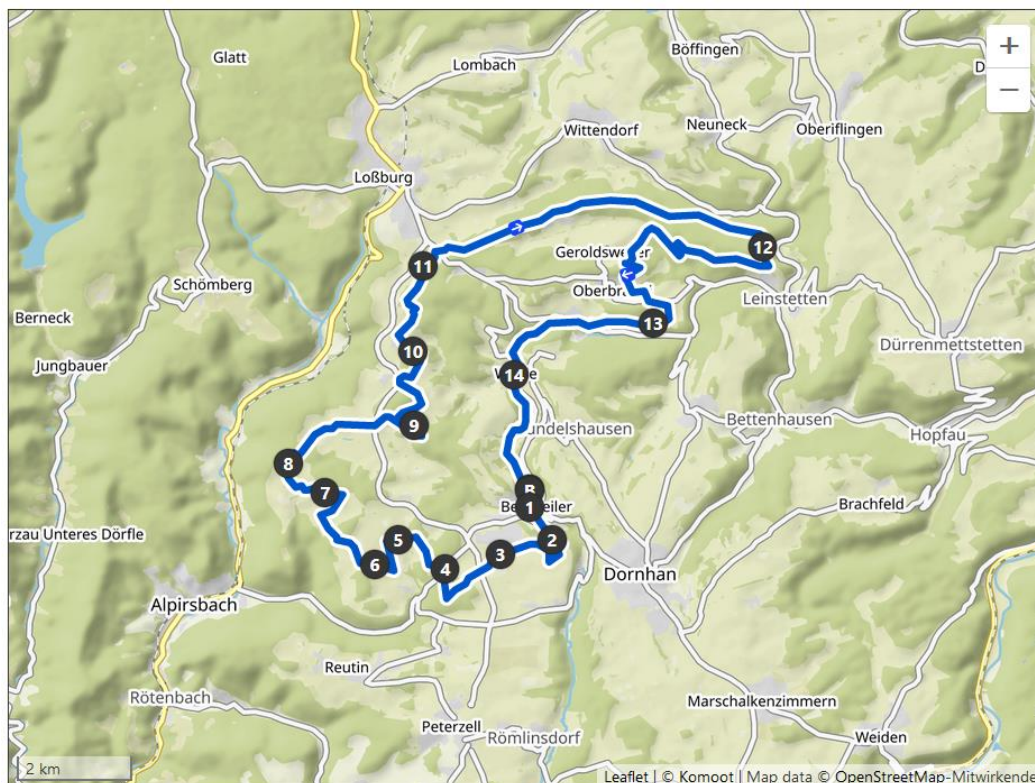 Glatt
Böffingen
Lombach
+
−
Wittendorf
Neuneck
Oberiflingen
Loßburg
12
Leinstetten
11
Schömberg
13
Berneck
Dürrenmettstetten
Jungbauer
10
14
Bettenhausen
9
Hopfau
8
7
B
1
Brachfeld
2
5
3
6
4
Dornhan
Alpirsbach
Reutin
Rötenbach
Marschalkenzimmern
Peterzell
Römlinsdorf
Weiden
2 km
Leaflet | © Komoot | Map data © OpenStreetMap-Mitwirkende